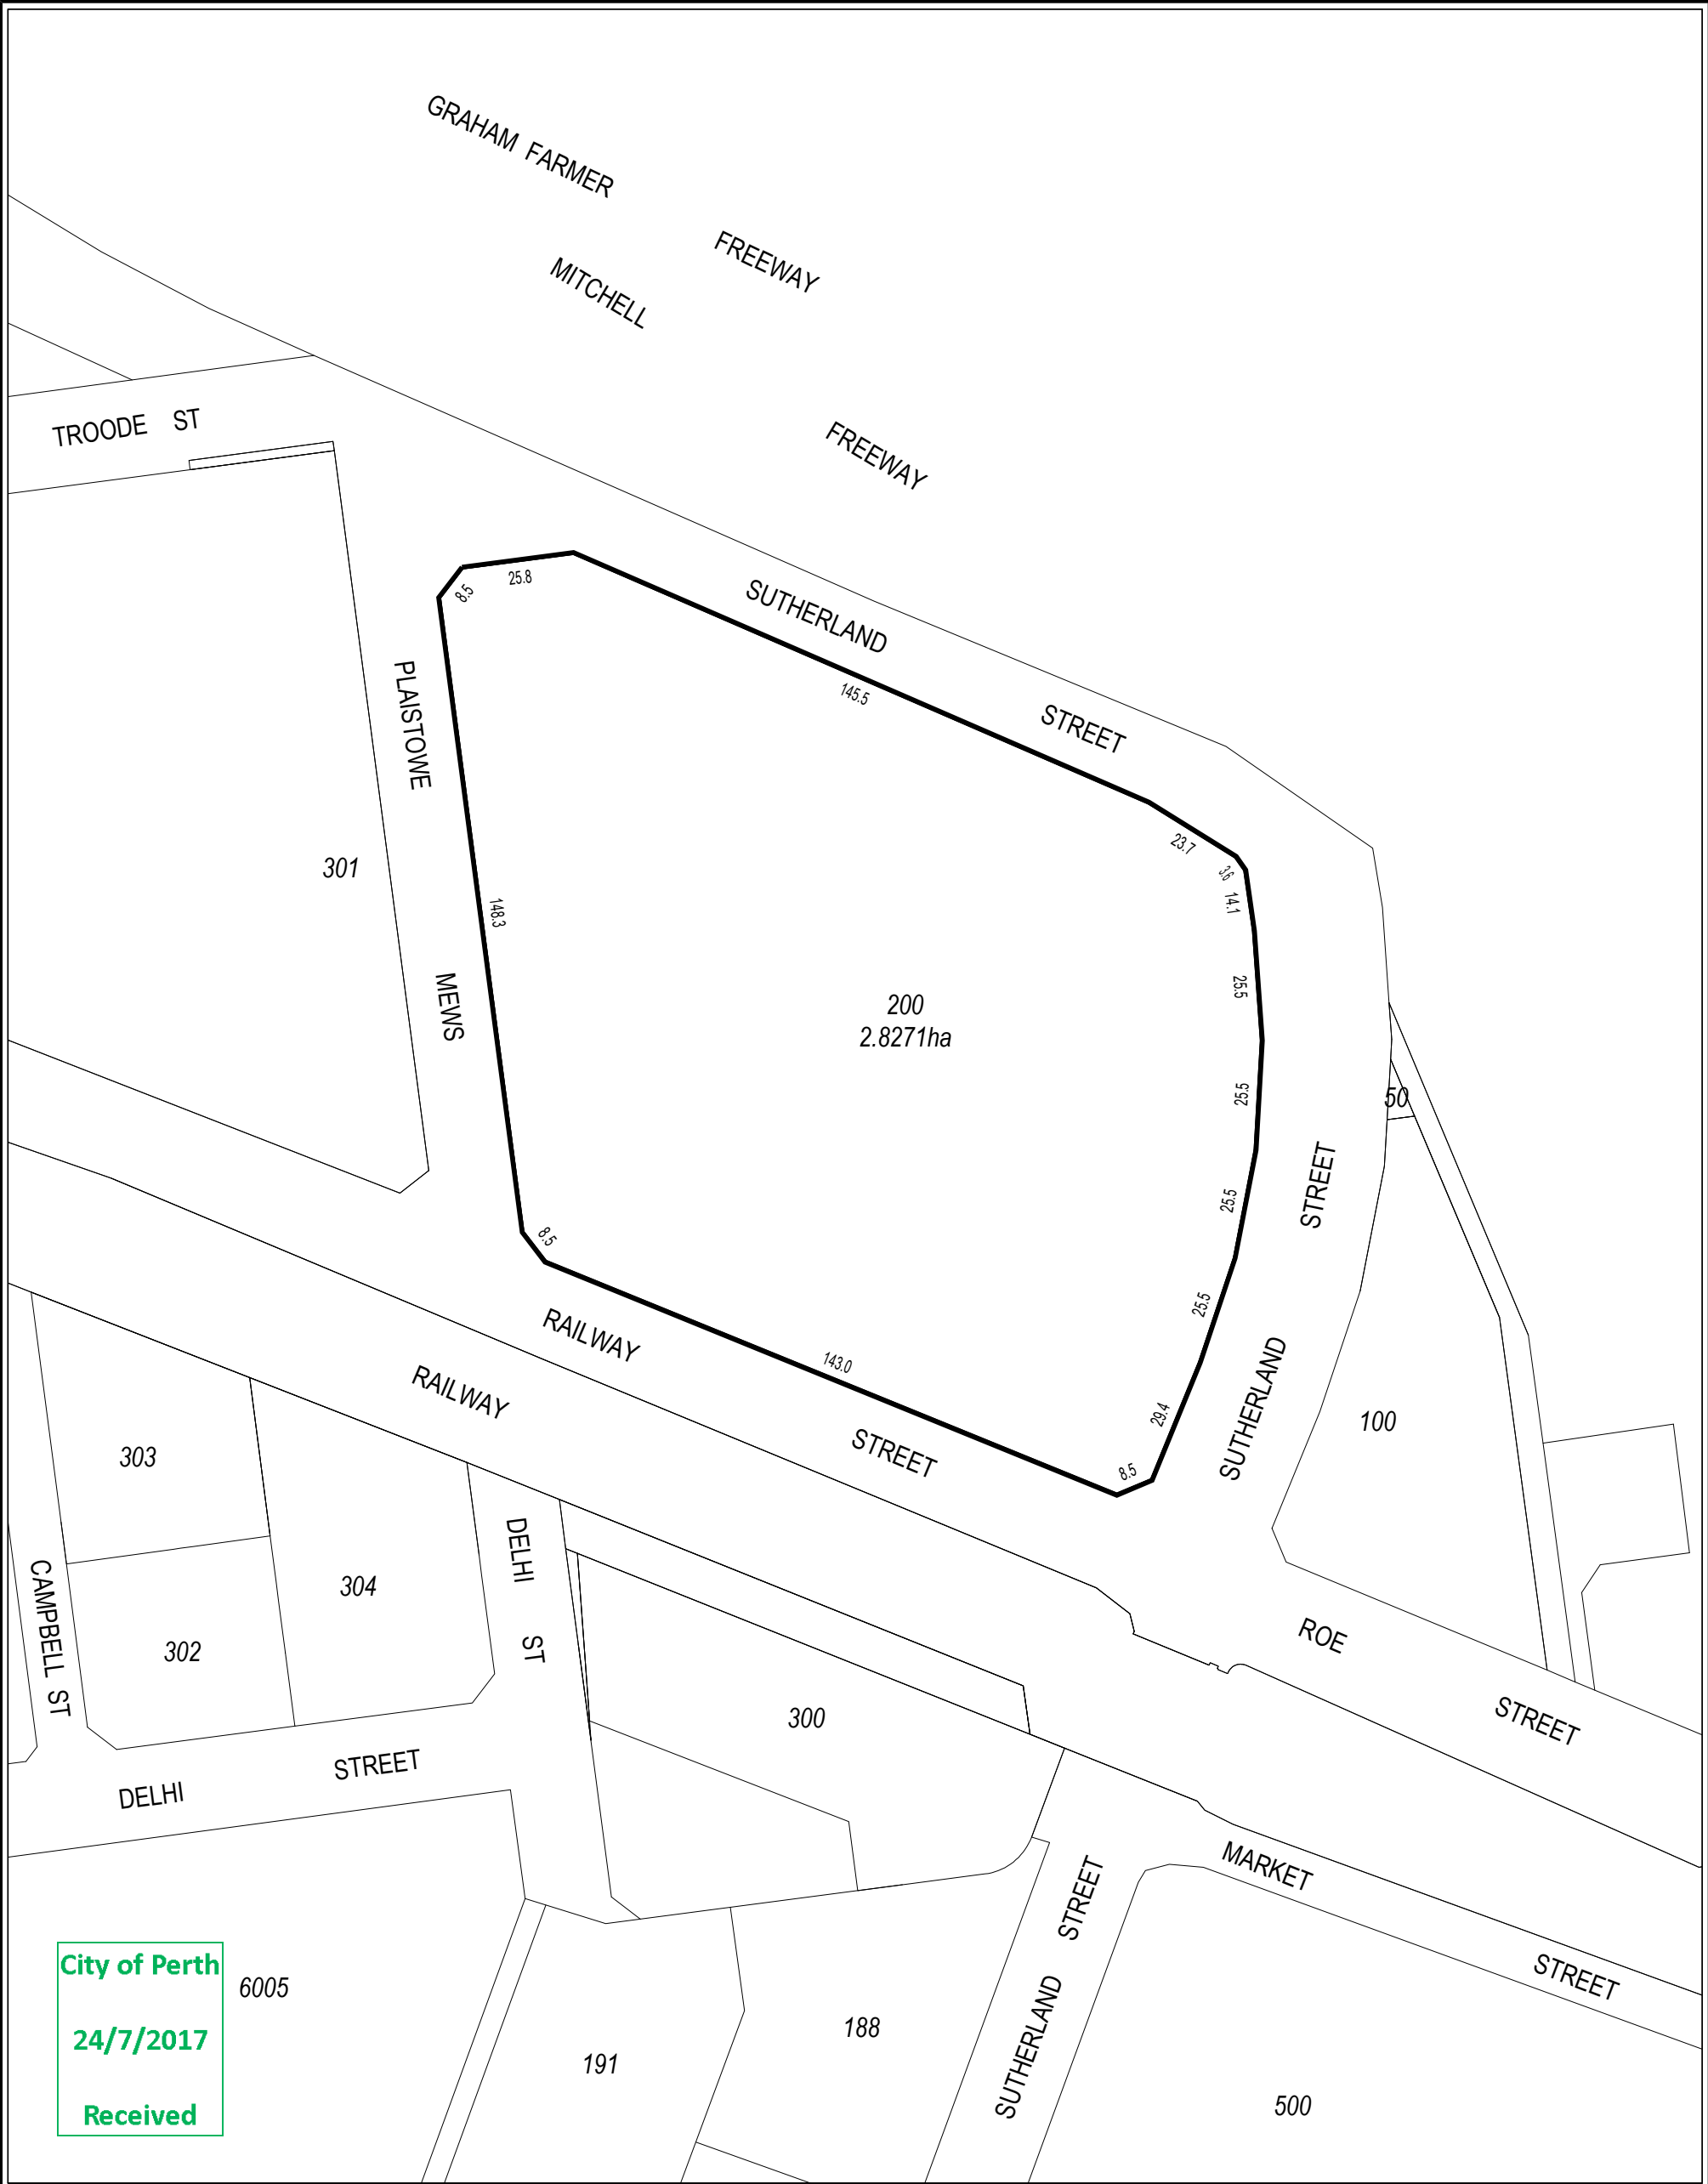 GRAHAM FARMER
FREEWAY
MITCHELL
FREEWAY
TROODE ST
8.5
25.8
SUTHERLAND
STREET
145.5
PLAISTOWE
MEWS
301
148.3
23.7
3.6
14.1
25.5
200
2.8271ha
25.5
50
STREET
25.5
8.5
25.5
RAILWAY
143.0
RAILWAY
STREET
SUTHERLAND
29.4
100
8.5
303
304
302
CAMPBELL ST
DELHI
ST
ROE
STREET
300
STREET
DELHI
MARKET
STREET
STREET
SUTHERLAND
6005
191
188
500
City of Perth
24/7/2017
Received